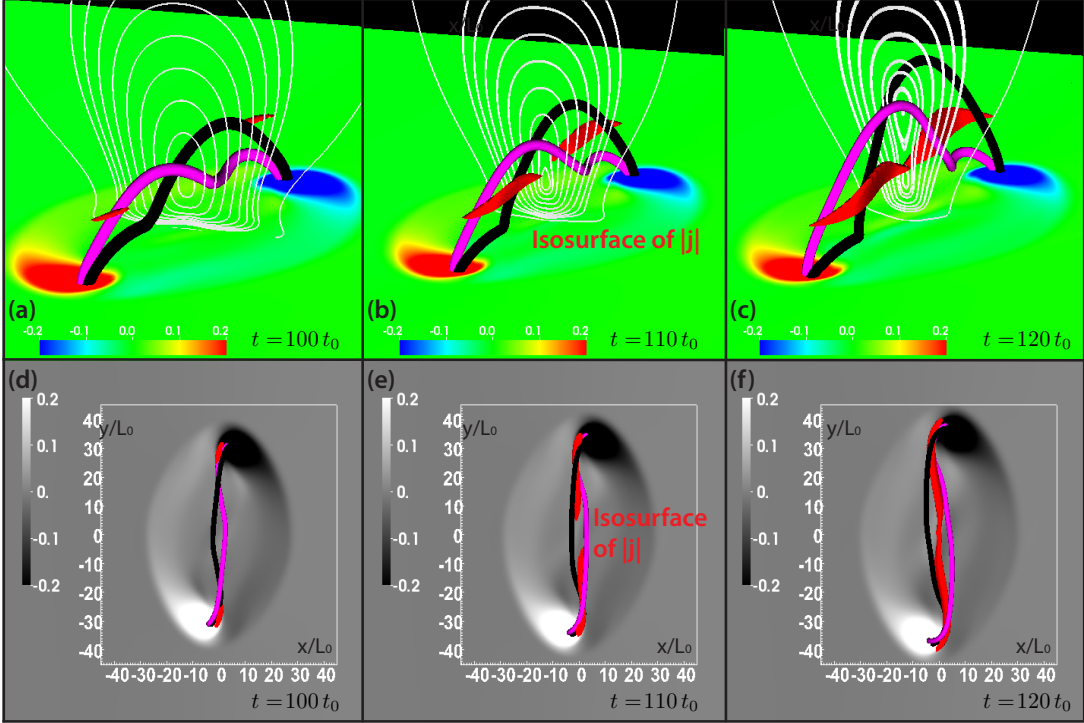 x/L₀
x/L₀
Isosurface of |j|
(a)
(b)
(c)
-0.2 -0.1 0.0 0.1 0.2
t = 100 t₀
-0.2 -0.1 0.0 0.1 0.2
t = 110 t₀
-0.2 -0.1 0.0 0.1 0.2
t = 120 t₀
(d)
0.2
0.1
0.
-0.1
-0.2
y/L₀
40
30
20
10
0
-10
-20
-30
-40
x/L₀
-40 -30 -20 -10 0 10 20 30 40
t = 100 t₀
(e)
0.2
0.1
0.
-0.1
-0.2
y/L₀
40
30
20
10
0
-10
-20
-30
-40
Isosurface
of |j|
x/L₀
-40 -30 -20 -10 0 10 20 30 40
t = 110 t₀
(f)
0.2
0.1
0.
-0.1
-0.2
y/L₀
40
30
20
10
0
-10
-20
-30
-40
x/L₀
-40 -30 -20 -10 0 10 20 30 40
t = 120 t₀